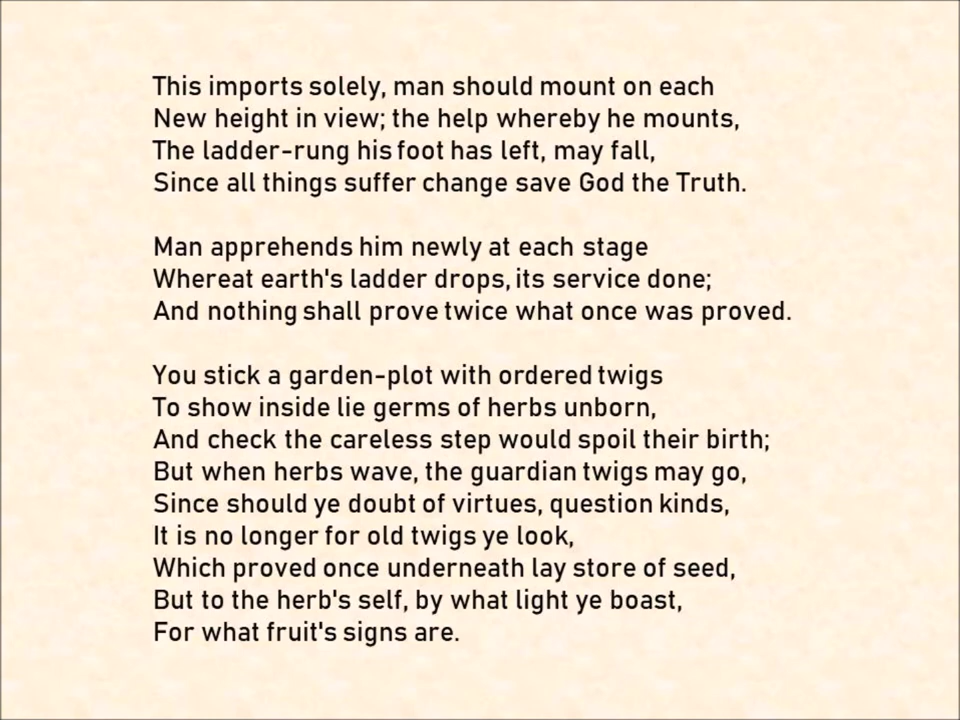 This imports solely, man should mount on each
New height in view; the help whereby he mounts,
The ladder-rung his foot has left, may fall,
Since all things suffer change save God the Truth.
Man apprehends him newly at each stage
Whereat earth's ladder drops, its service done;
And nothing shall prove twice what once was proved.
You stick a garden-plot with ordered twigs
To show inside lie germs of herbs unborn,
And check the careless step would spoil their birth;
But when herbs wave, the guardian twigs may go,
Since should ye doubt of virtues, question kinds,
It is no longer for old twigs ye look,
Which proved once underneath lay store of seed,
But to the herb's self, by what light ye boast,
For what fruit's signs are.